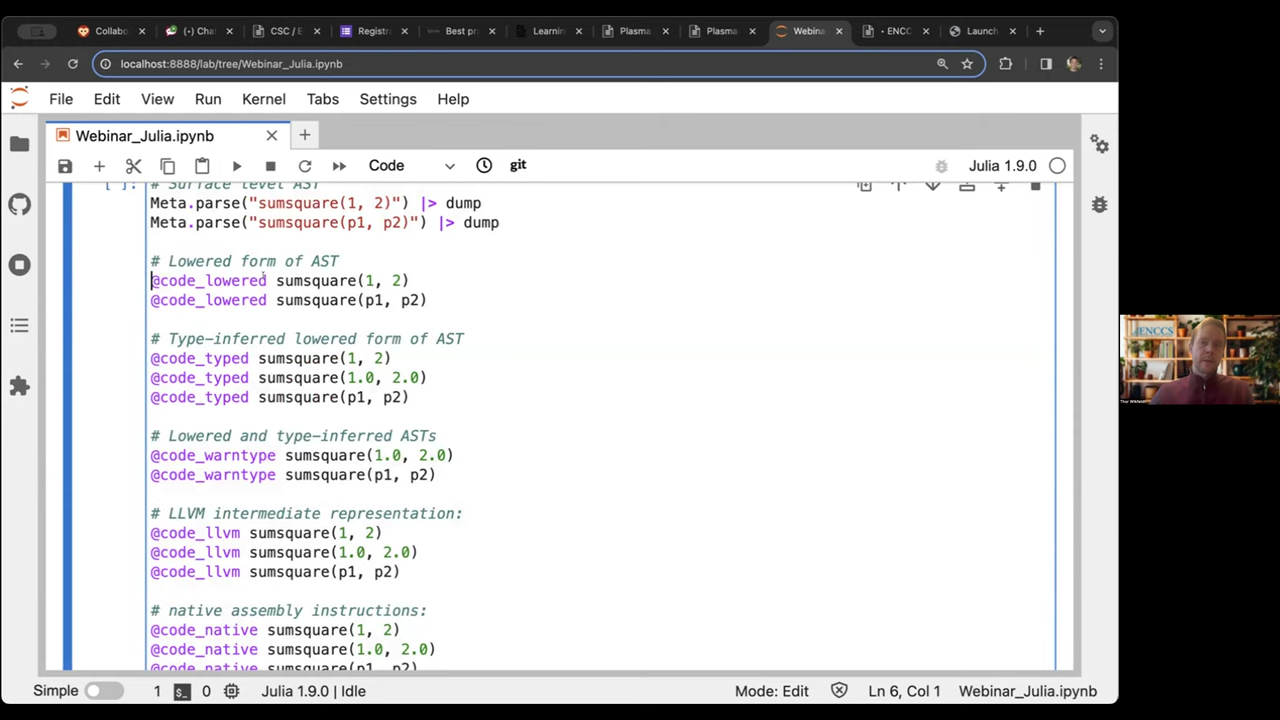 Collabo
(·) Cha
CSC / E
Registr
Best pr
Learnin
Plasma
Plasma
Webina
• ENCC
Launch
localhost:8888/lab/tree/Webinar_Julia.ipynb
File Edit View Run Kernel Tabs Settings Help
Webinar_Julia.ipynb
Code git Julia 1.9.0
[ ]: # Surface level AST
Meta.parse("sumsquare(1, 2)") |> dump
Meta.parse("sumsquare(p1, p2)") |> dump
# Lowered form of AST
@code_lowered sumsquare(1, 2)
@code_lowered sumsquare(p1, p2)
# Type-inferred lowered form of AST
@code_typed sumsquare(1, 2)
@code_typed sumsquare(1.0, 2.0)
@code_typed sumsquare(p1, p2)
# Lowered and type-inferred ASTs
@code_warntype sumsquare(1.0, 2.0)
@code_warntype sumsquare(p1, p2)
# LLVM intermediate representation:
@code_llvm sumsquare(1, 2)
@code_llvm sumsquare(1.0, 2.0)
@code_llvm sumsquare(p1, p2)
# native assembly instructions:
@code_native sumsquare(1, 2)
@code_native sumsquare(1.0, 2.0)
@code_native sumsquare(p1, p2)
ENCCS
Thor Wikfeldt
Simple 1 $_ 0 Julia 1.9.0 | Idle Mode: Edit Ln 6, Col 1 Webinar_Julia.ipynb